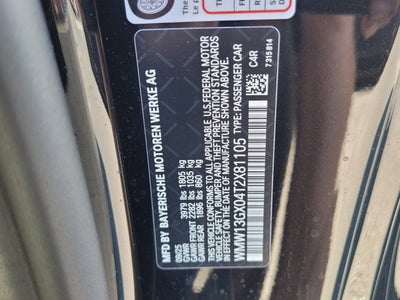 MFD BY BAYERISCHE MOTOREN WERKE AG
09/25
GVWR 3979 lbs 1805 kg
GAWR FRONT 2282 lbs 1035 kg
GAWR REAR 1896 lbs 860 kg
THIS VEHICLE CONFORMS TO ALL APPLICABLE U.S.FEDERAL MOTOR
VEHICLE SAFETY, BUMPER, AND THEFT PREVENTION STANDARDS
IN EFFECT ON THE DATE OF MANUFACTURE SHOWN ABOVE.
WMW13GX04T2X81105 TYPE:PASSENGER CAR
C4R
7315814